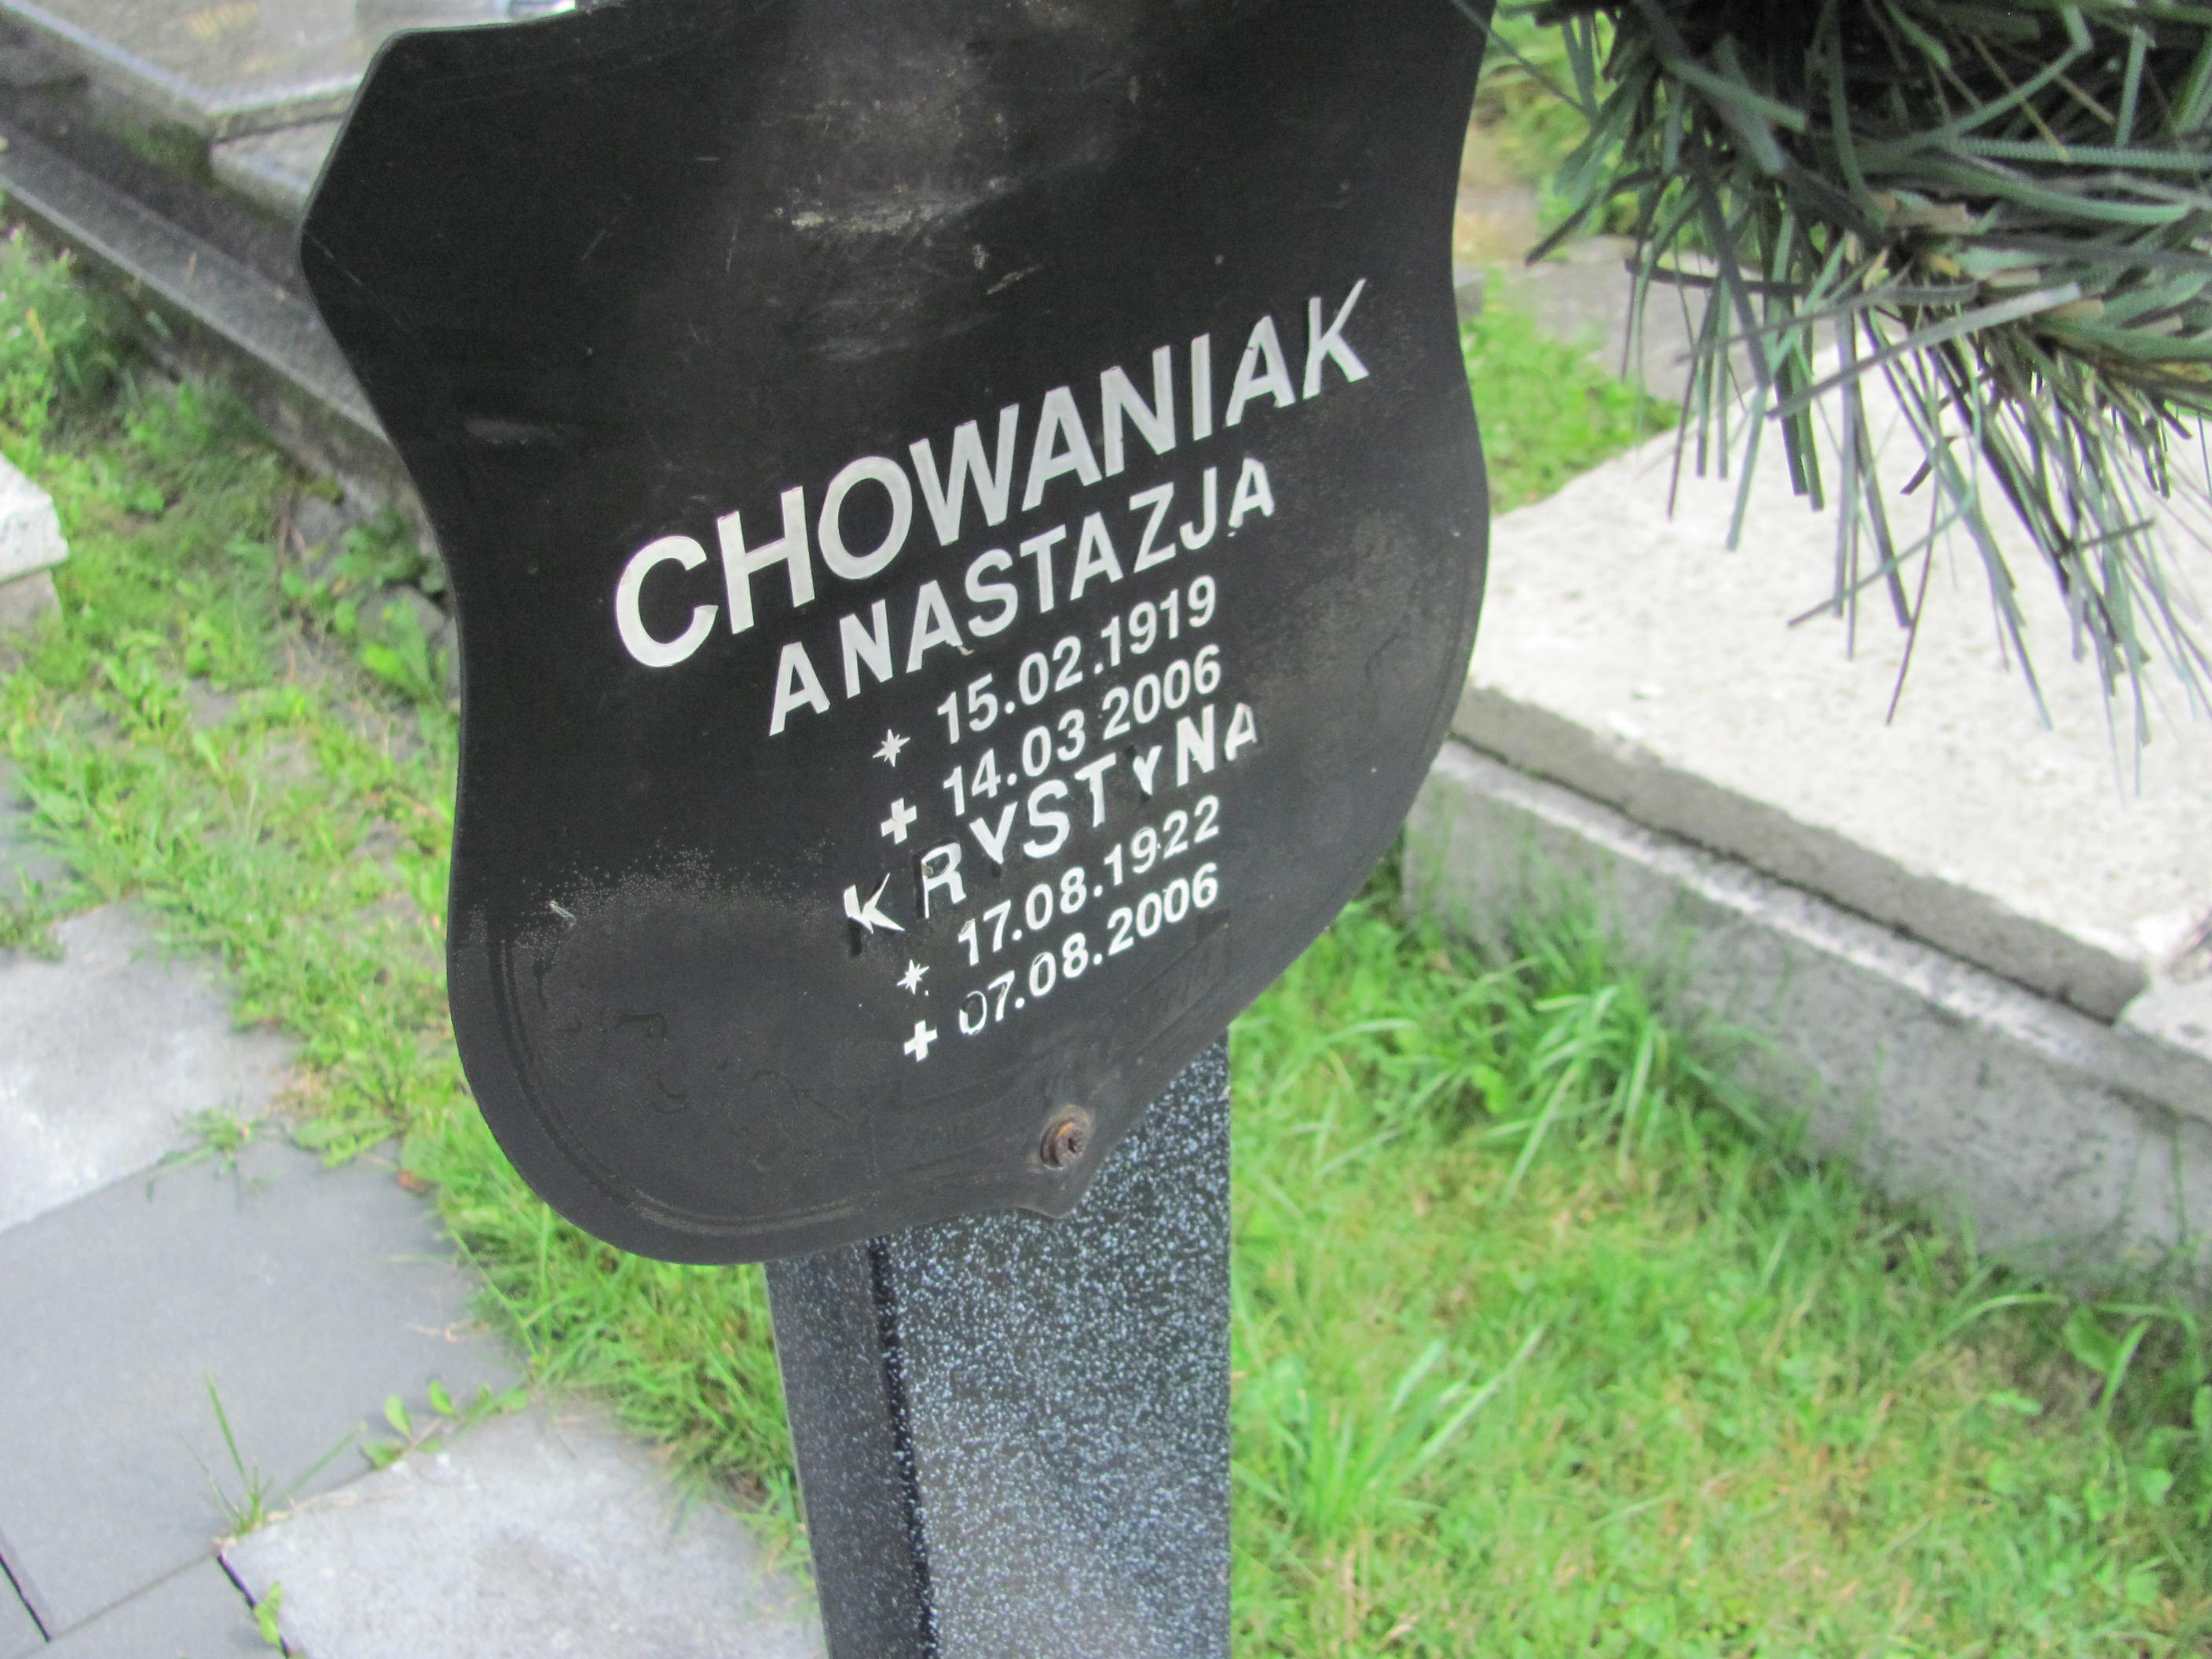 CHOWANIAK
ANASTAZJA
* 15.02.1919
+ 14.03 2006
KRYSTYNA
* 17.08.1922
+ 07.08.2006